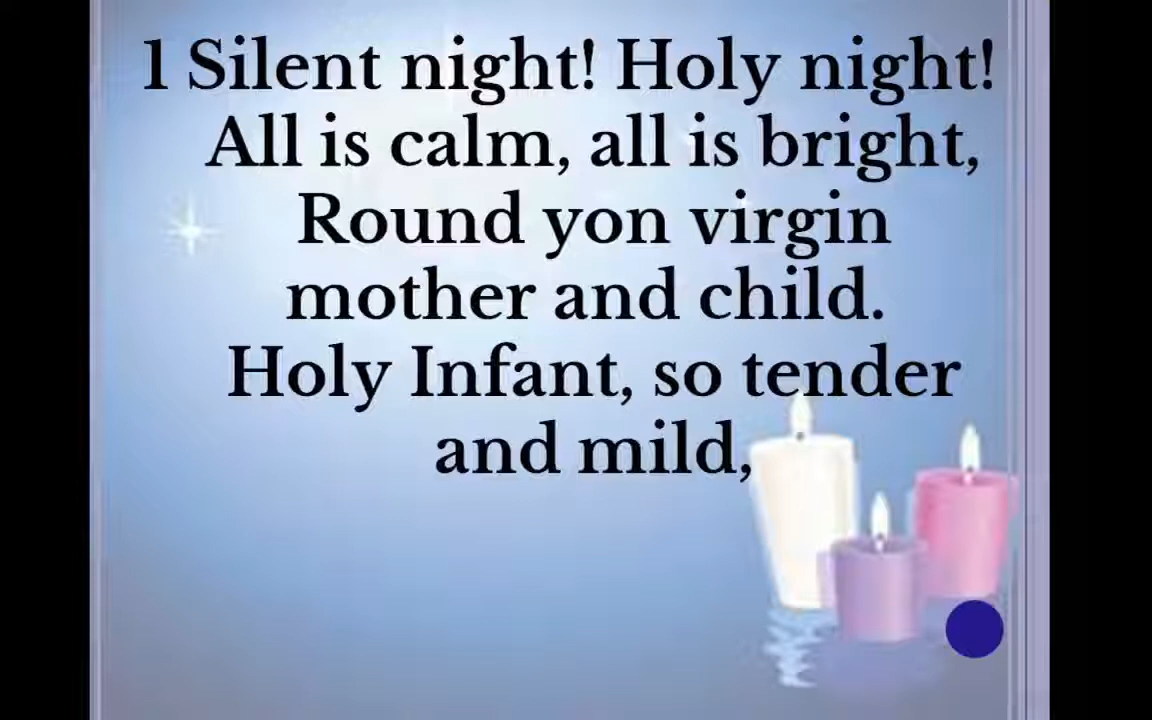 1 Silent night! Holy night!
All is calm, all is bright,
Round yon virgin
mother and child.
Holy Infant, so tender
and mild,